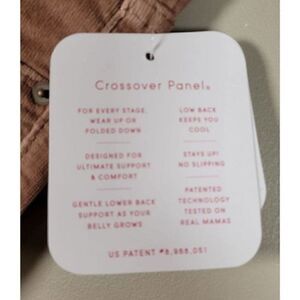 Crossover Panel®
FOR EVERY STAGE,
WEAR UP OR
FOLDED DOWN
DESIGNED FOR
ULTIMATE SUPPORT
& COMFORT
GENTLE LOWER BACK
SUPPORT AS YOUR
BELLY GROWS
LOW BACK
KEEPS YOU
COOL
STAYS UP!
NO SLIPPING
PATENTED
TECHNOLOGY
TESTED ON
REAL MAMAS
US PATENT #8,988,051